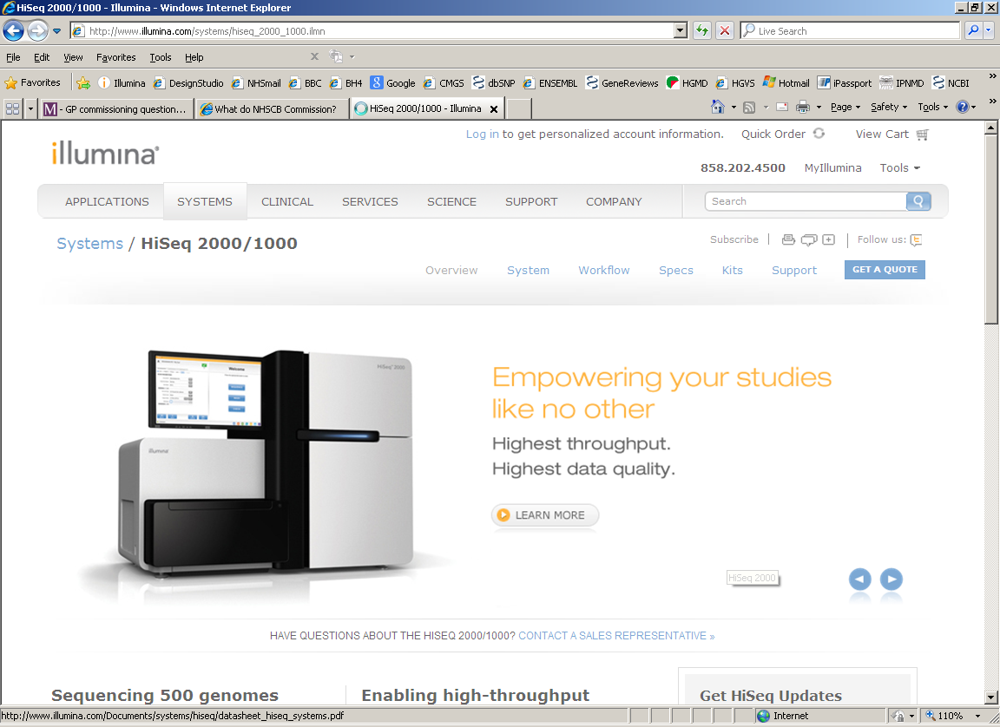 HiSeq 2000/1000 - Illumina - Windows Internet Explorer
http://www.illumina.com/systems/hiseq_2000_1000.ilmn
Live Search
File Edit View Favorites Tools Help
Favorites Illumina DesignStudio NHSmail BBC BH4 Google CMGS dbSNP ENSEMBL GeneReviews HGMD HGVS Hotmail iPassport IPNMD NCBI
M - GP commissioning question... What do NHSCB Commission? HiSeq 2000/1000 - Illumina Page Safety Tools
illumina®
Log in to get personalized account information. Quick Order View Cart
858.202.4500 MyIllumina Tools
APPLICATIONS SYSTEMS CLINICAL SERVICES SCIENCE SUPPORT COMPANY Search
Systems / HiSeq 2000/1000
Subscribe Follow us:
Overview System Workflow Specs Kits Support GET A QUOTE
Welcome
HiSeq 2000
illumina
Empowering your studies
like no other
Highest throughput.
Highest data quality.
LEARN MORE
HiSeq 2000
HAVE QUESTIONS ABOUT THE HISEQ 2000/1000? CONTACT A SALES REPRESENTATIVE »
Sequencing 500 genomes Enabling high-throughput Get HiSeq Updates
http://www.illumina.com/Documents/systems/hiseq/datasheet_hiseq_systems.pdf Internet 110%